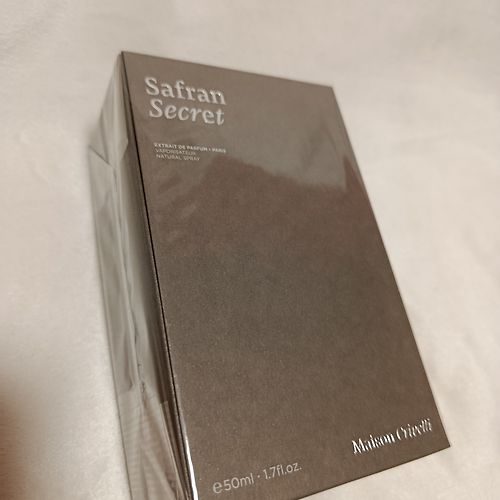 Safran
Secret
EXTRAIT DE PARFUM • PARIS
VAPORISATEUR
NATURAL SPRAY
Maison Crivelli
℮50ml · 1.7fl.oz.